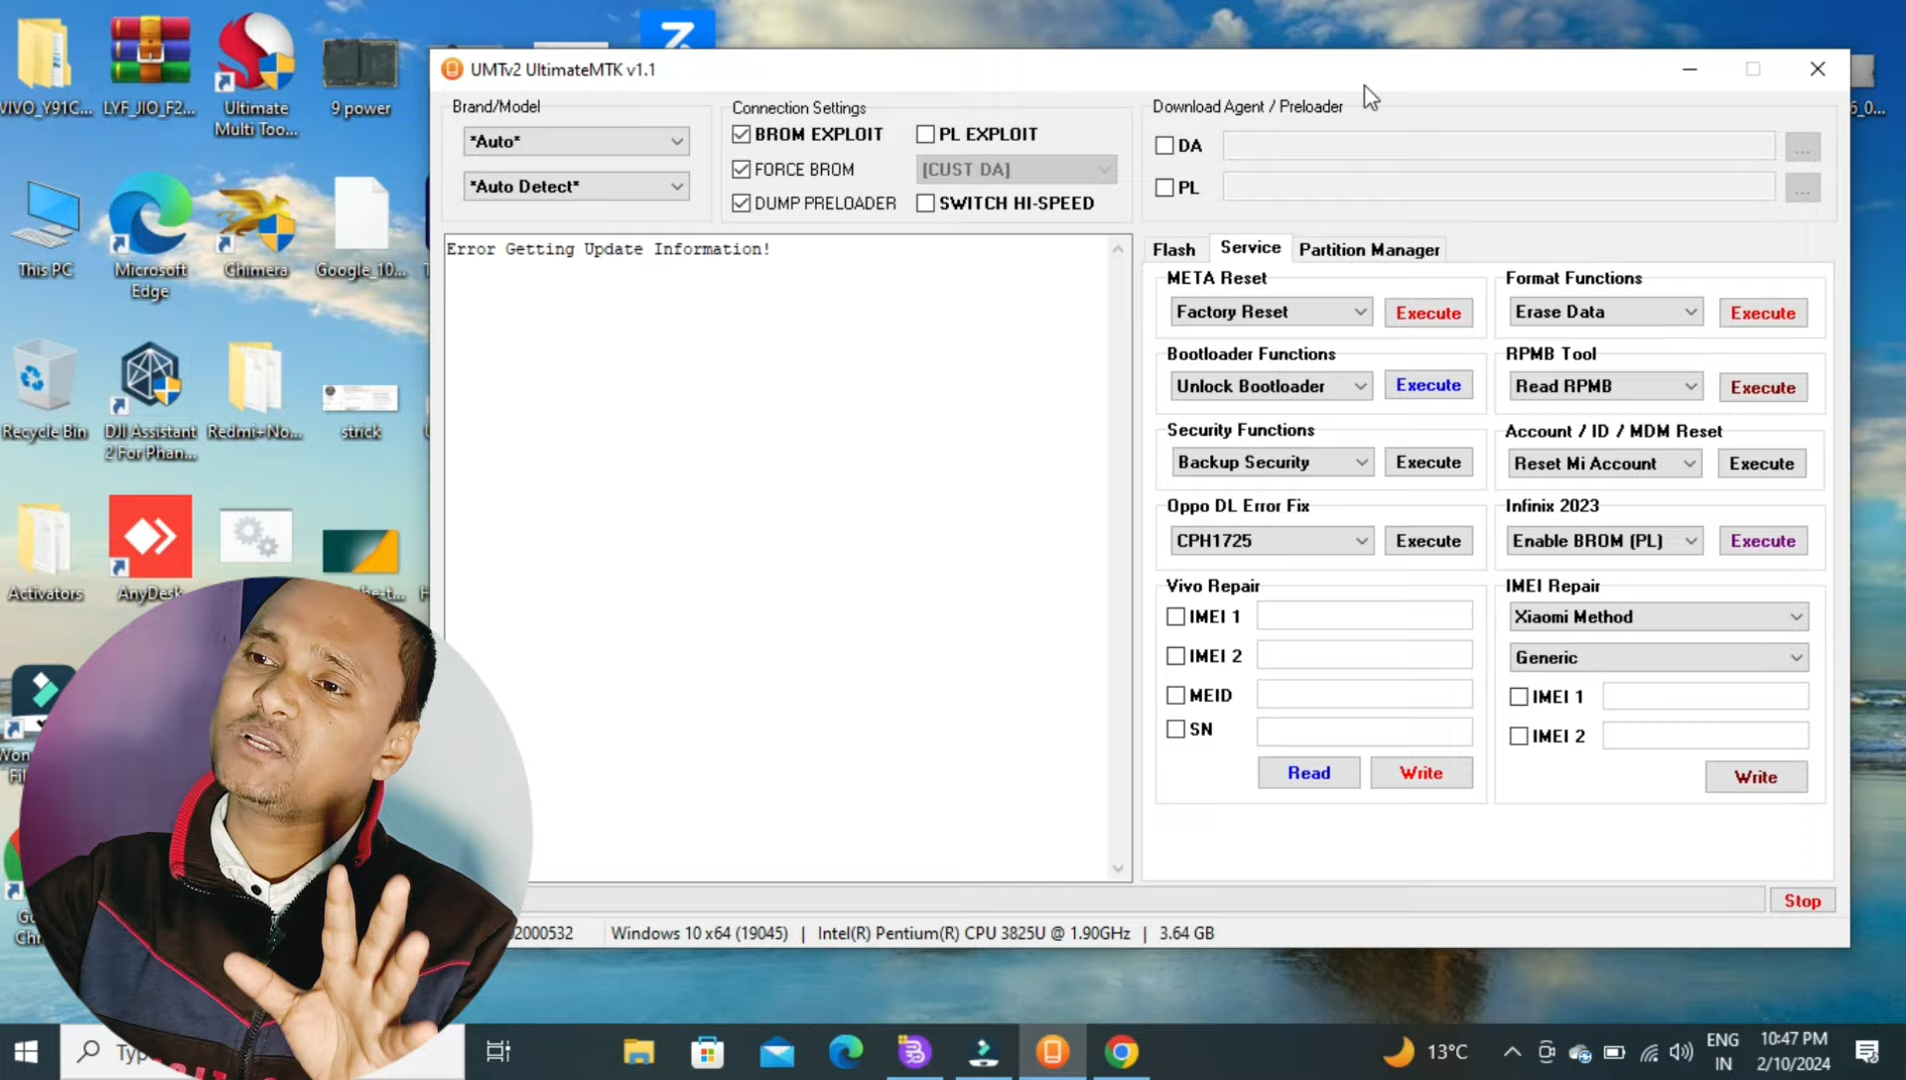 VIVO_Y91C...
LYF_JIO_F2...
Ultimate
Multi Too...
9 power
This PC
Microsoft
Edge
Chimera
Google_10...
Recycle Bin
DJI Assistant
2 For Phan...
Redmi+No...
strick
Activators
AnyDesk
UMTv2 UltimateMTK v1.1
Brand/Model
*Auto*
*Auto Detect*
Connection Settings
BROM EXPLOIT
PL EXPLOIT
FORCE BROM
[CUST DA]
DUMP PRELOADER
SWITCH HI-SPEED
Download Agent / Preloader
DA
...
PL
...
Error Getting Update Information!
Flash
Service
Partition Manager
META Reset
Factory Reset
Execute
Format Functions
Erase Data
Execute
Bootloader Functions
Unlock Bootloader
Execute
RPMB Tool
Read RPMB
Execute
Security Functions
Backup Security
Execute
Account / ID / MDM Reset
Reset Mi Account
Execute
Oppo DL Error Fix
CPH1725
Execute
Infinix 2023
Enable BROM (PL)
Execute
Vivo Repair
IMEI 1
IMEI 2
MEID
SN
Read
Write
IMEI Repair
Xiaomi Method
Generic
IMEI 1
IMEI 2
Write
Stop
2000532
Windows 10 x64 (19045) | Intel(R) Pentium(R) CPU 3825U @ 1.90GHz | 3.64 GB
13°C
ENG
IN
10:47 PM
2/10/2024